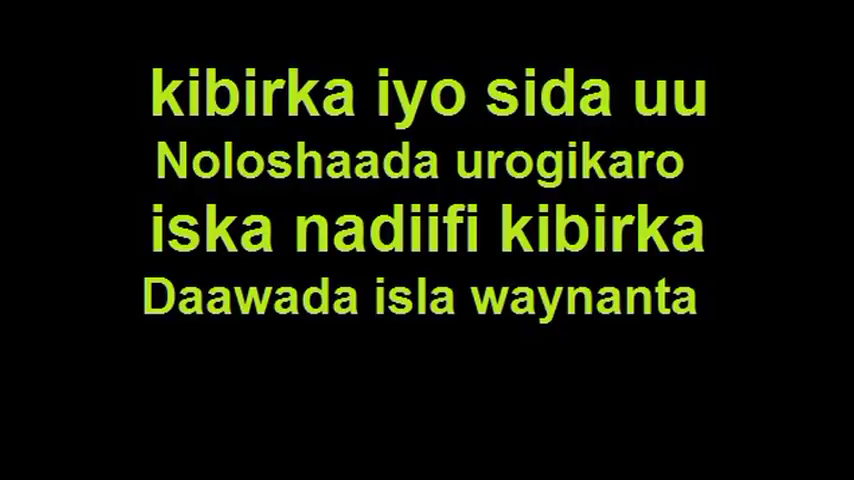 kibirka iyo sida uu
Noloshaada urogikaro
iska nadiifi kibirka
Daawada isla waynanta